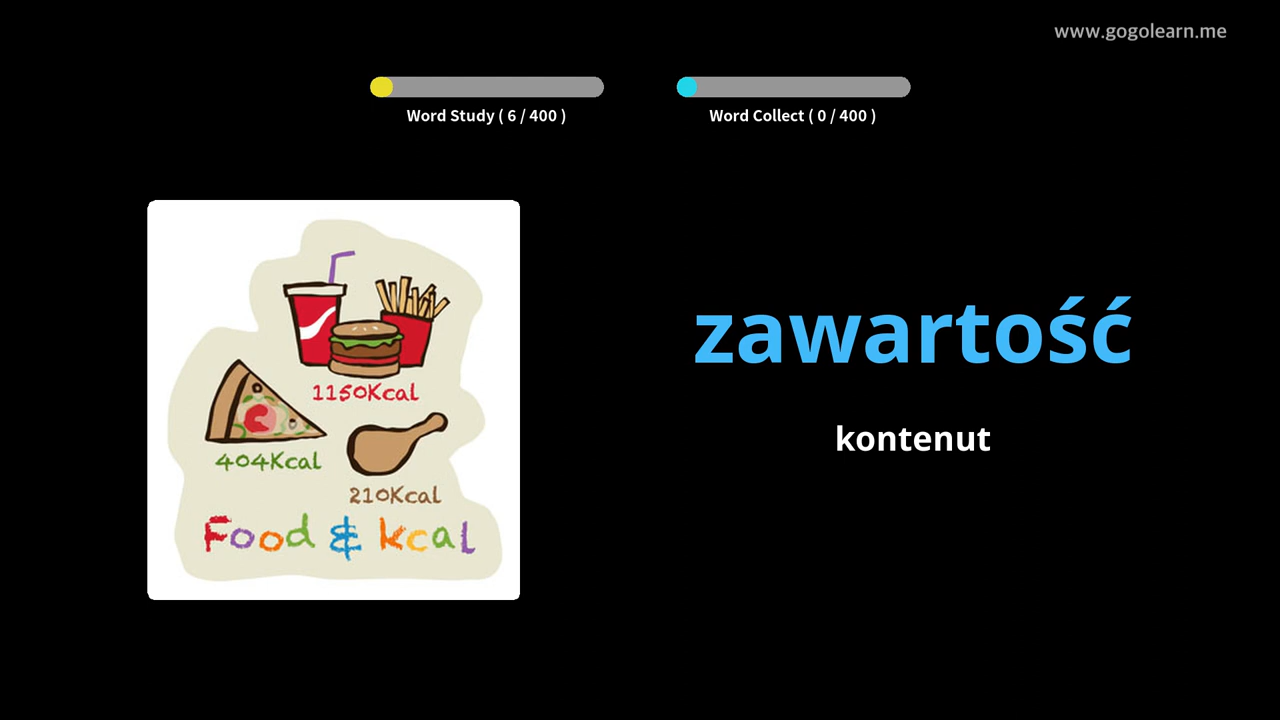 www.gogolearn.me
Word Study ( 6 / 400 )
Word Collect ( 0 / 400 )
1150Kcal
404Kcal
210Kcal
Food & kcal
zawartość
kontenut